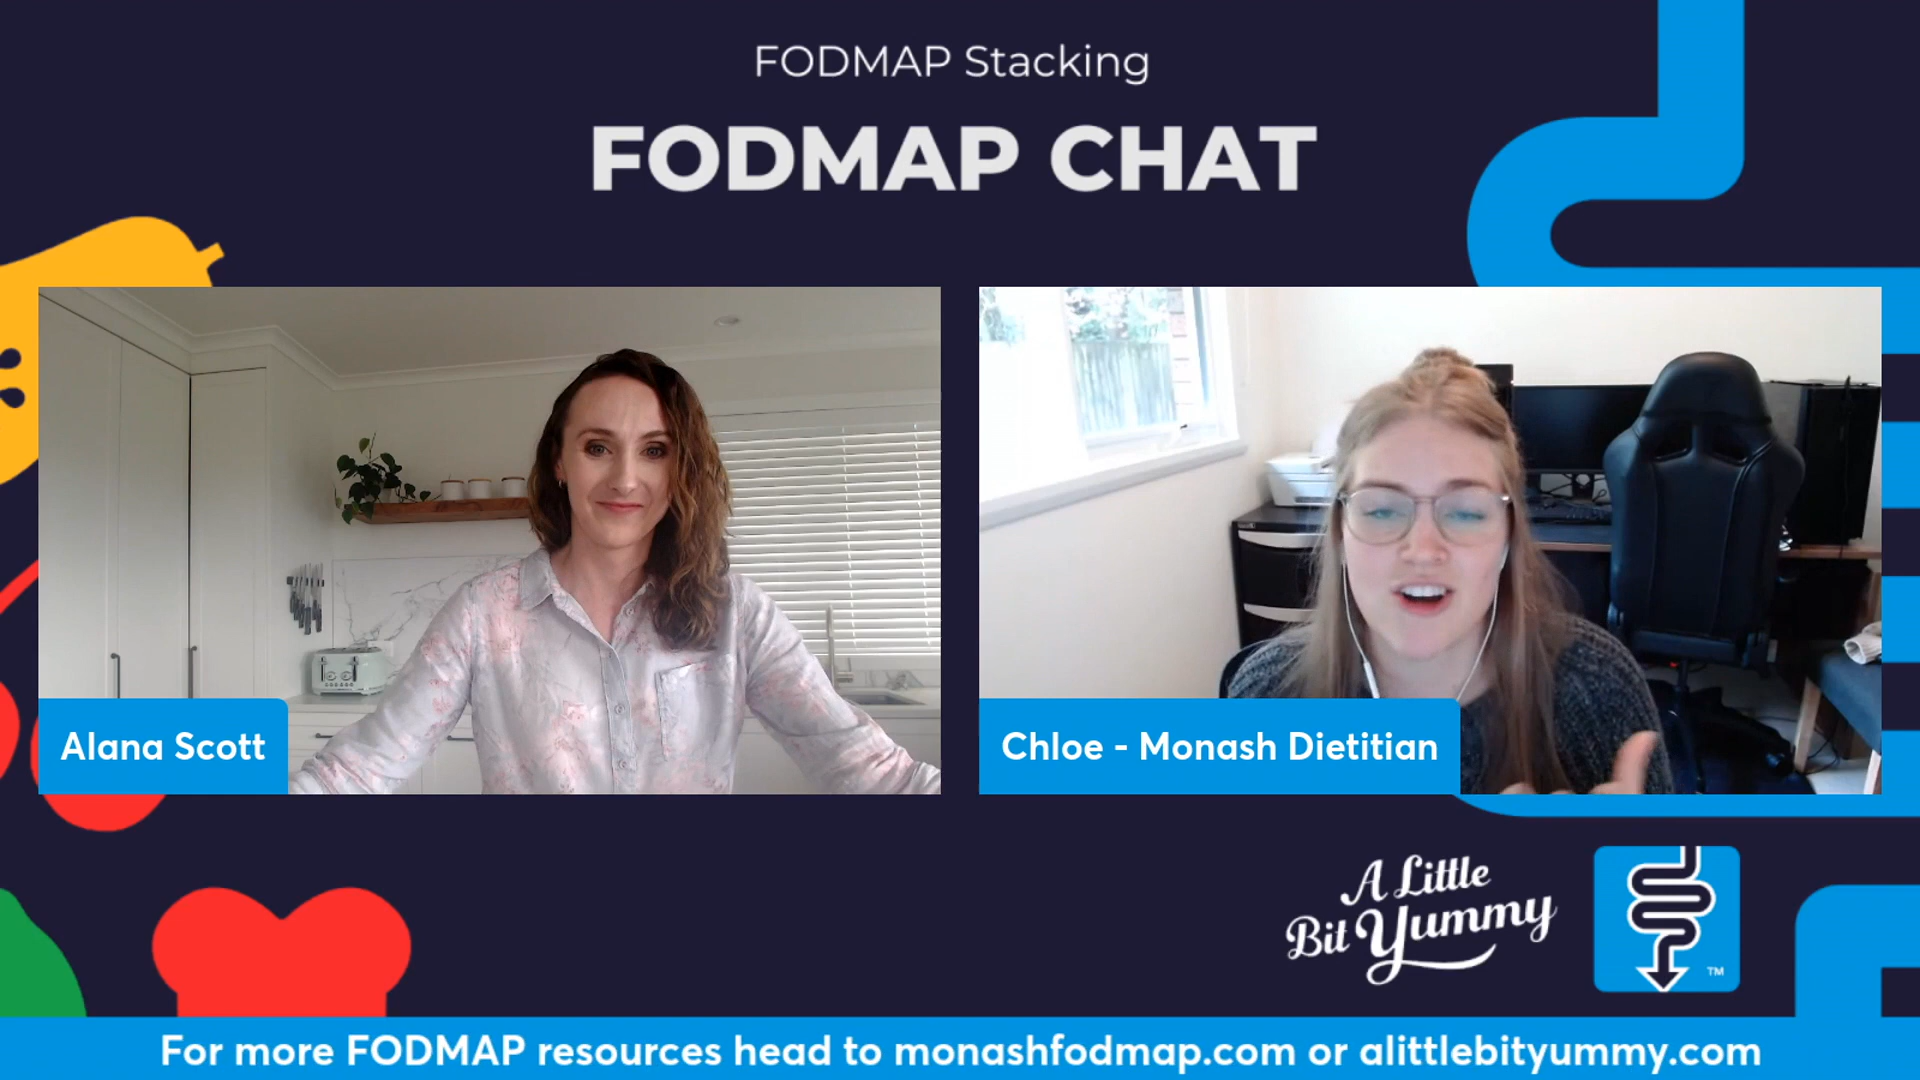 FODMAP Stacking
FODMAP CHAT
Alana Scott
Chloe - Monash Dietitian
A Little
Bit Yummy
TM
For more FODMAP resources head to monashfodmap.com or alittlebityummy.com